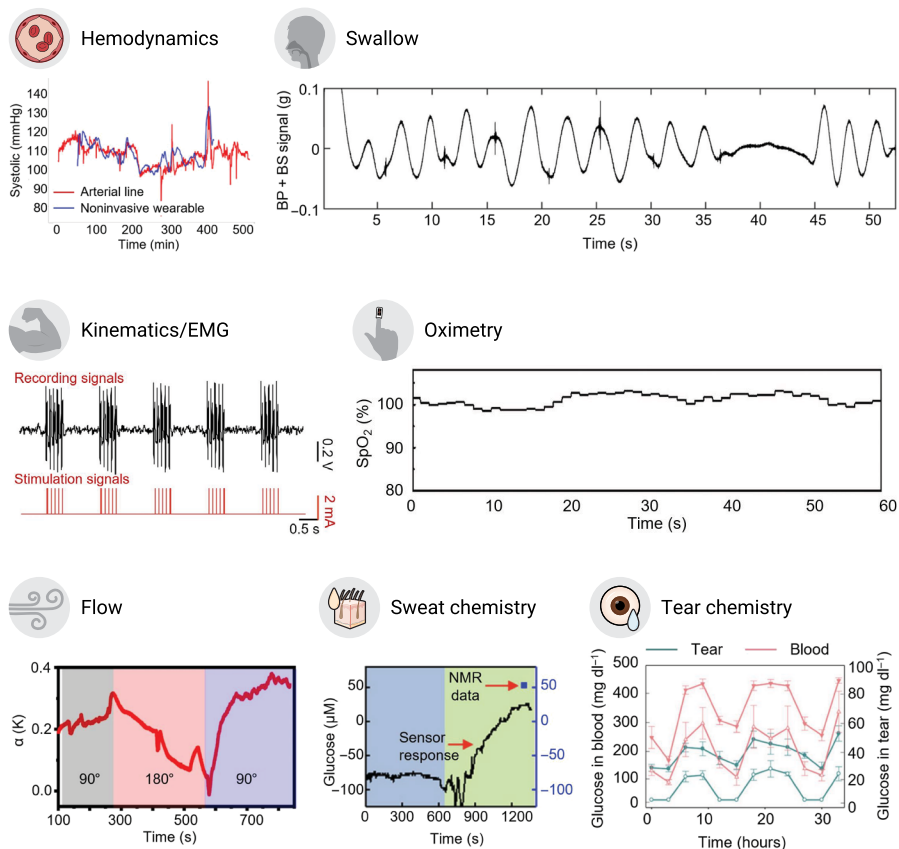 Hemodynamics
Swallow
Systolic (mmHg)
140
130
120
110
100
90
80
Arterial line
Noninvasive wearable
0 100 200 300 400 500
Time (min)
BP + BS signal (g)
0.1
0
−0.1
5 10 15 20 25 30 35 40 45 50
Time (s)
Kinematics/EMG
Oximetry
Recording signals
0.2 V
Stimulation signals
2 mA
0.5 s
SpO2 (%)
100
90
80
0 10 20 30 40 50 60
Time (s)
Flow
Sweat chemistry
Tear chemistry
α (K)
0.4
0.2
0.0
90° 180° 90°
100 300 500 700
Time (s)
Glucose (μM)
50
0
−50
−100
NMR
data
Sensor
response
50
0
−50
−100
0 300 600 900 1200
Time (s)
Tear Blood
Glucose in blood (mg dl−1)
500
400
300
200
100
0
100
80
60
40
20
0
Glucose in tear (mg dl−1)
0 10 20 30
Time (hours)